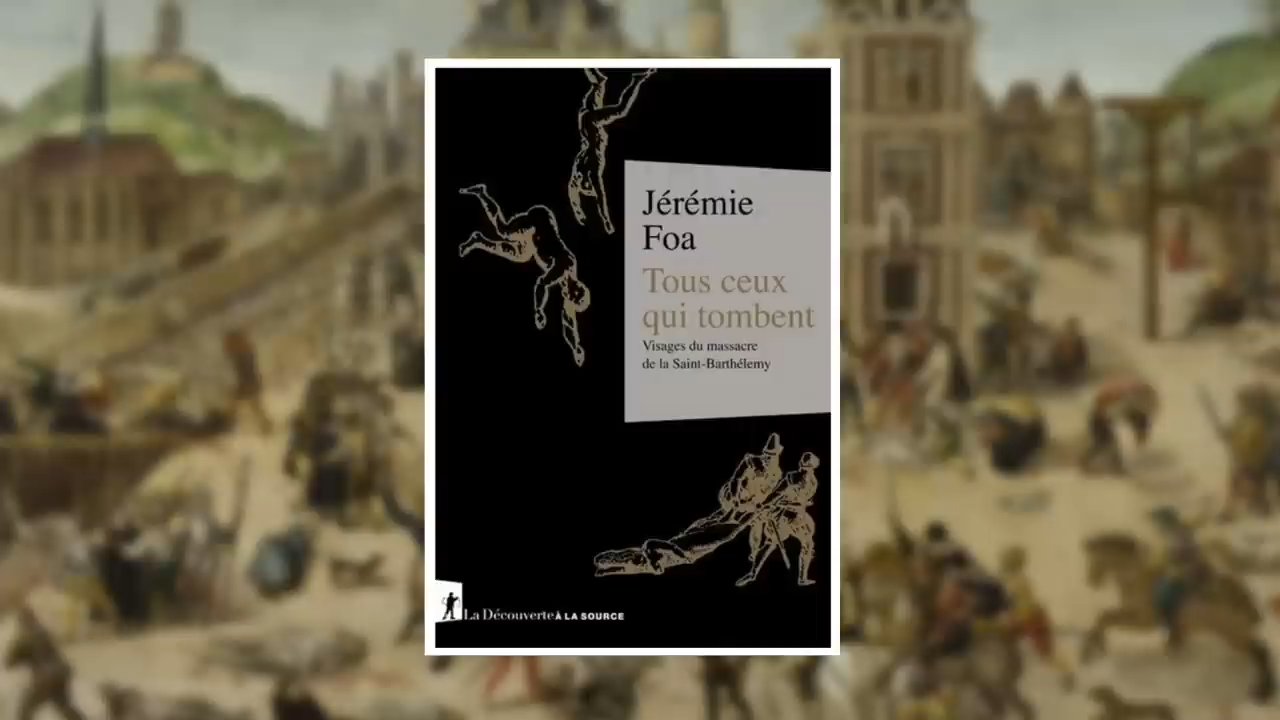 Jérémie
Foa
Tous ceux
qui tombent
Visages du massacre
de la Saint-Barthélemy
La Découverte À LA SOURCE